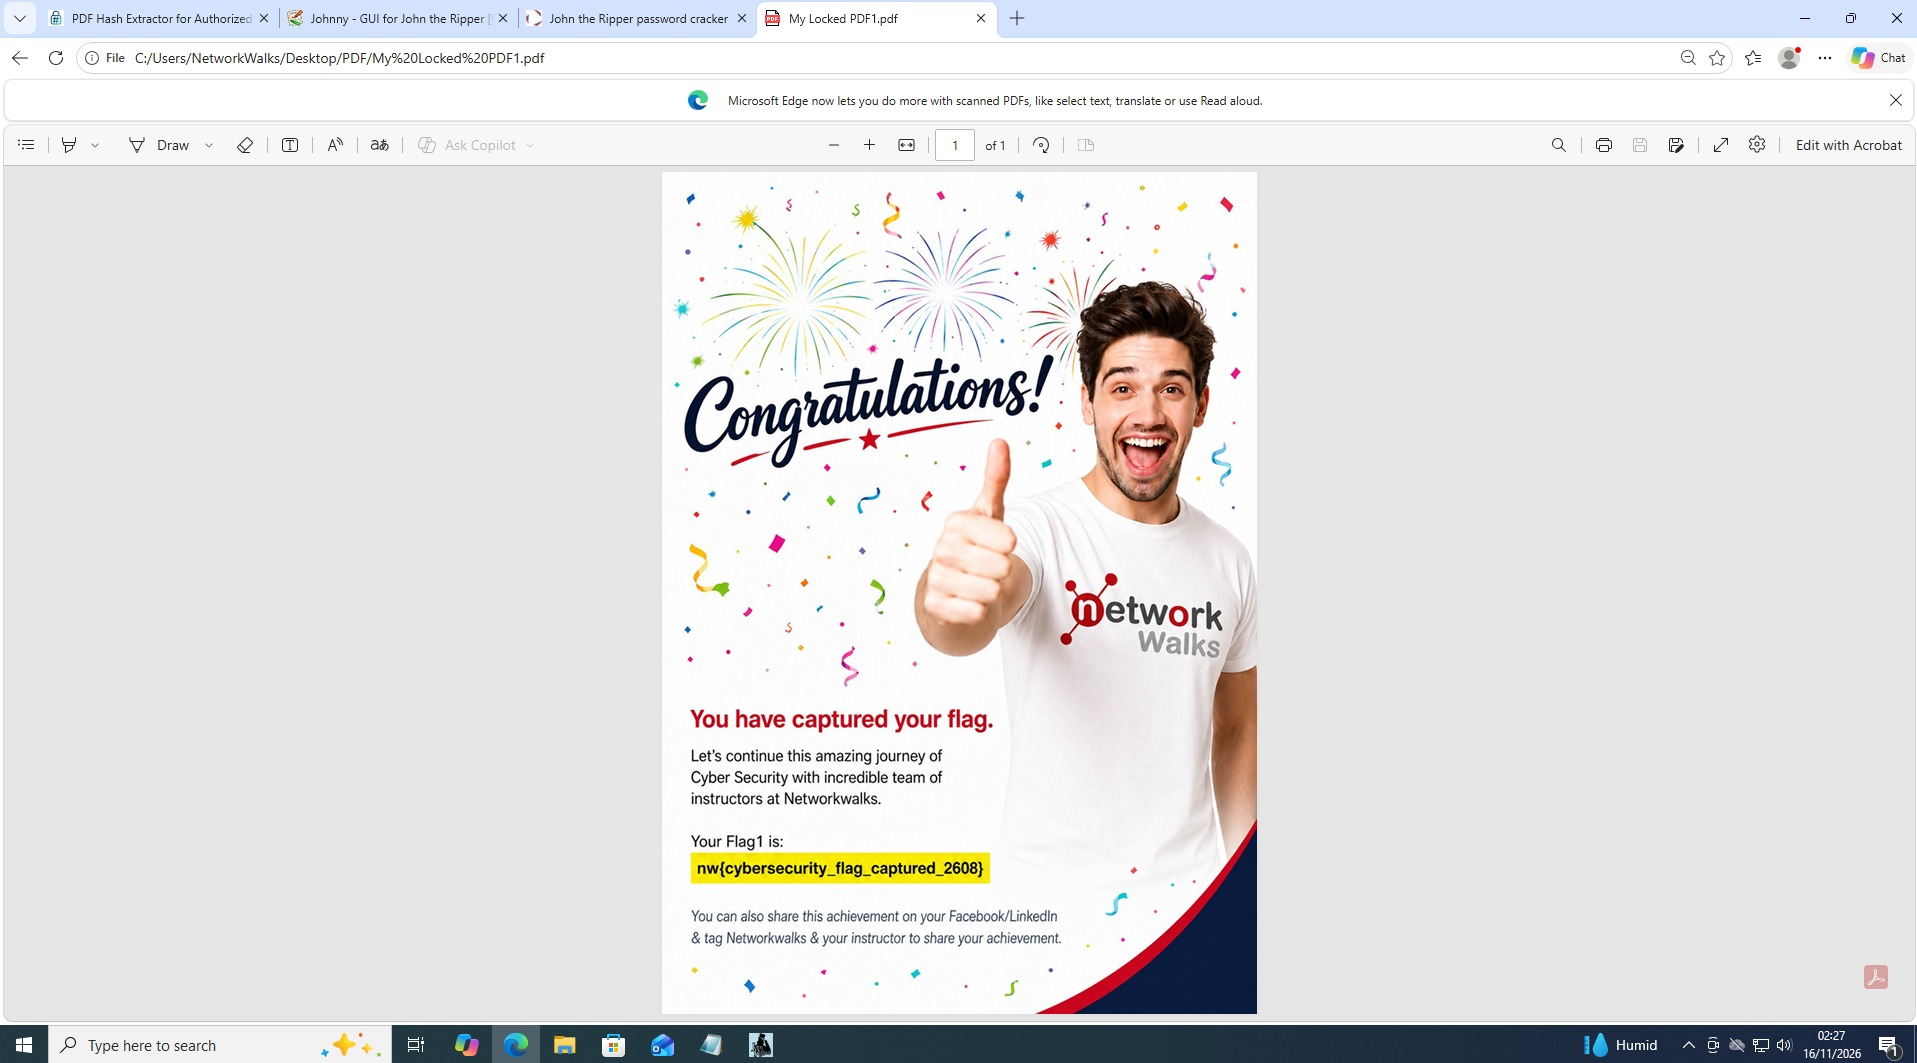 PDF Hash Extractor for Authorized
Johnny - GUI for John the Ripper
John the Ripper password cracker
My Locked PDF1.pdf
File C:/Users/NetworkWalks/Desktop/PDF/My%20Locked%20PDF1.pdf
Chat
Microsoft Edge now lets you do more with scanned PDFs, like select text, translate or use Read aloud.
Draw
Ask Copilot
1 of 1
Edit with Acrobat
Congratulations!
network
Walks
You have captured your flag.
Let's continue this amazing journey of
Cyber Security with incredible team of
instructors at Networkwalks.
Your Flag1 is:
nw{cybersecurity_flag_captured_2608}
You can also share this achievement on your Facebook/LinkedIn
& tag Networkwalks & your instructor to share your achievement.
Type here to search
Humid
02:27
16/11/2026
1